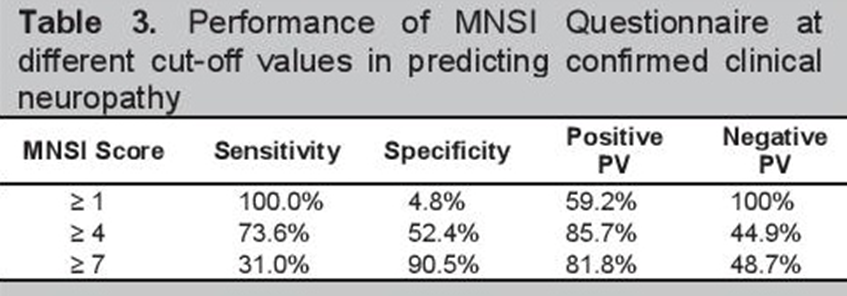 Table 3. Performance of MNSI Questionnaire at
different cut-off values in predicting confirmed clinical
neuropathy
MNSI Score Sensitivity Specificity Positive PV Negative PV
≥ 1 100.0% 4.8% 59.2% 100%
≥ 4 73.6% 52.4% 85.7% 44.9%
≥ 7 31.0% 90.5% 81.8% 48.7%